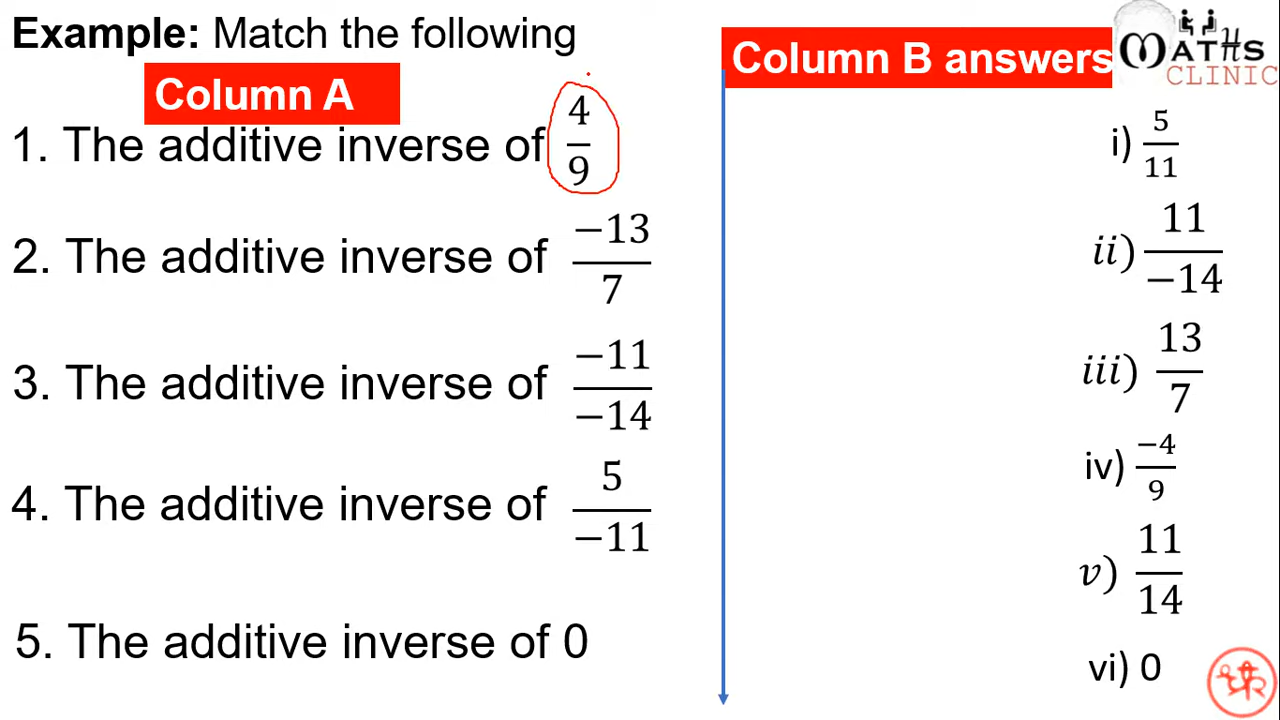 Example: Match the following
Column A
1. The additive inverse of 4/9
2. The additive inverse of −13/7
3. The additive inverse of −11/−14
4. The additive inverse of 5/−11
5. The additive inverse of 0
Column B answers
i) 5/11
ii) 11/−14
iii) 13/7
iv) −4/9
v) 11/14
vi) 0
MATHS
CLINIC